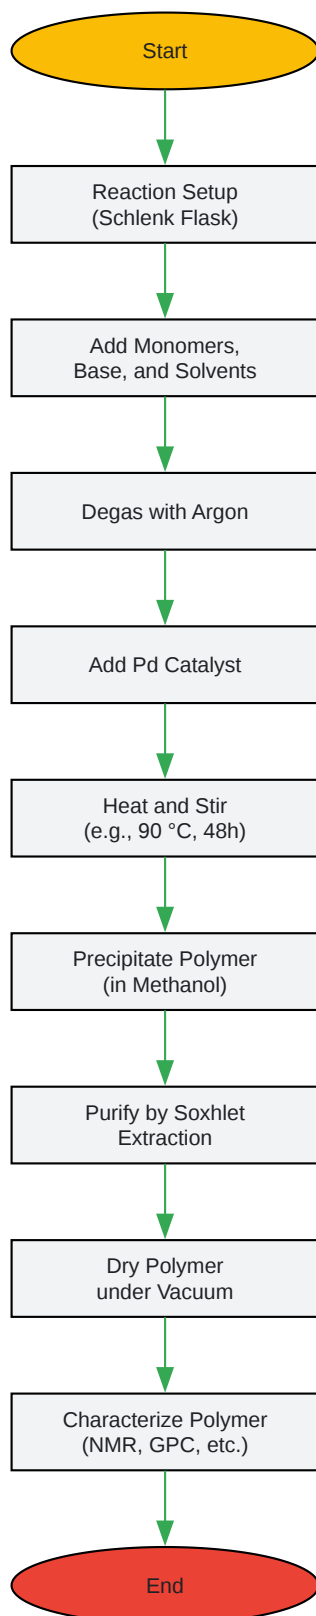 Start
Reaction Setup
(Schlenk Flask)
Add Monomers,
Base, and Solvents
Degas with Argon
Add Pd Catalyst
Heat and Stir
(e.g., 90 °C, 48h)
Precipitate Polymer
(in Methanol)
Purify by Soxhlet
Extraction
Dry Polymer
under Vacuum
Characterize Polymer
(NMR, GPC, etc.)
End